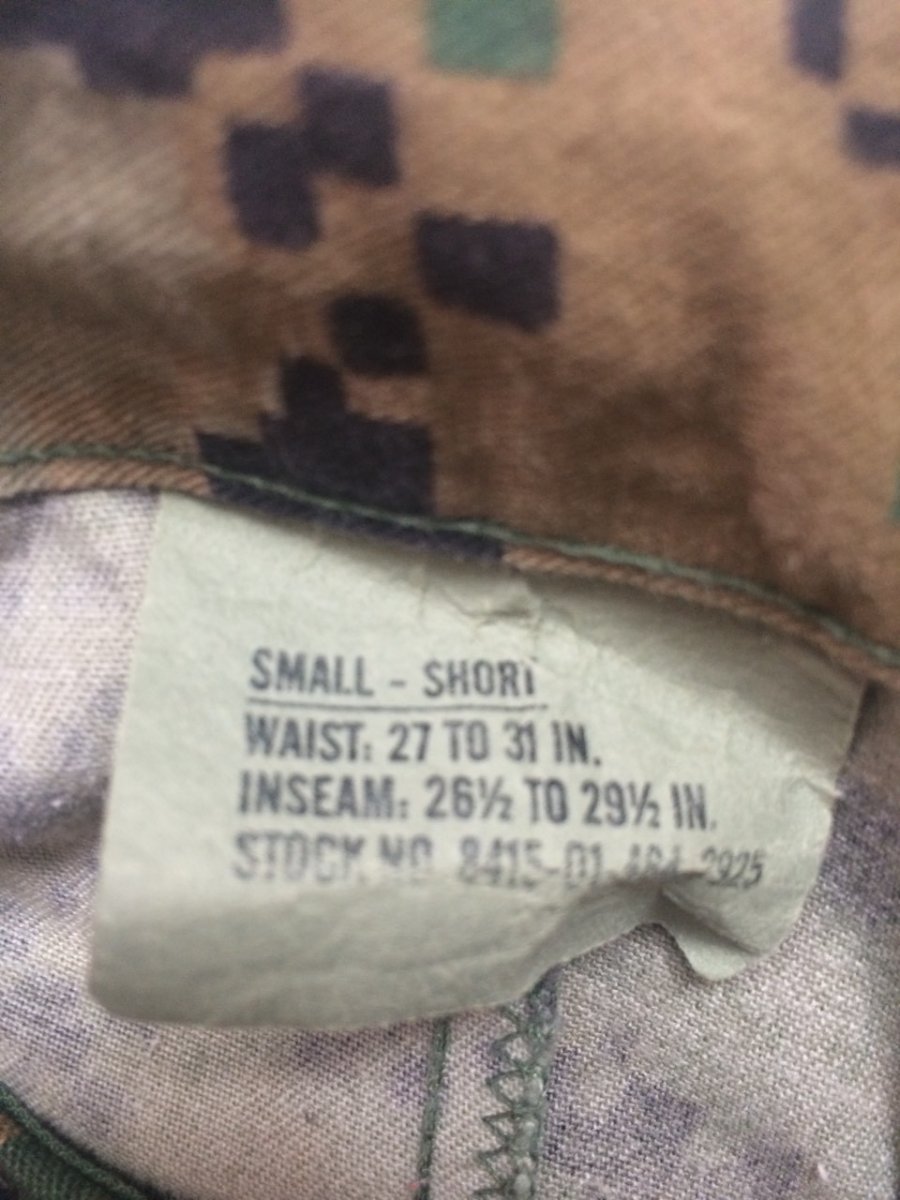 SMALL - SHORT
WAIST: 27 TO 31 IN.
INSEAM: 26½ TO 29½ IN.
STOCK NO. 8415-01-